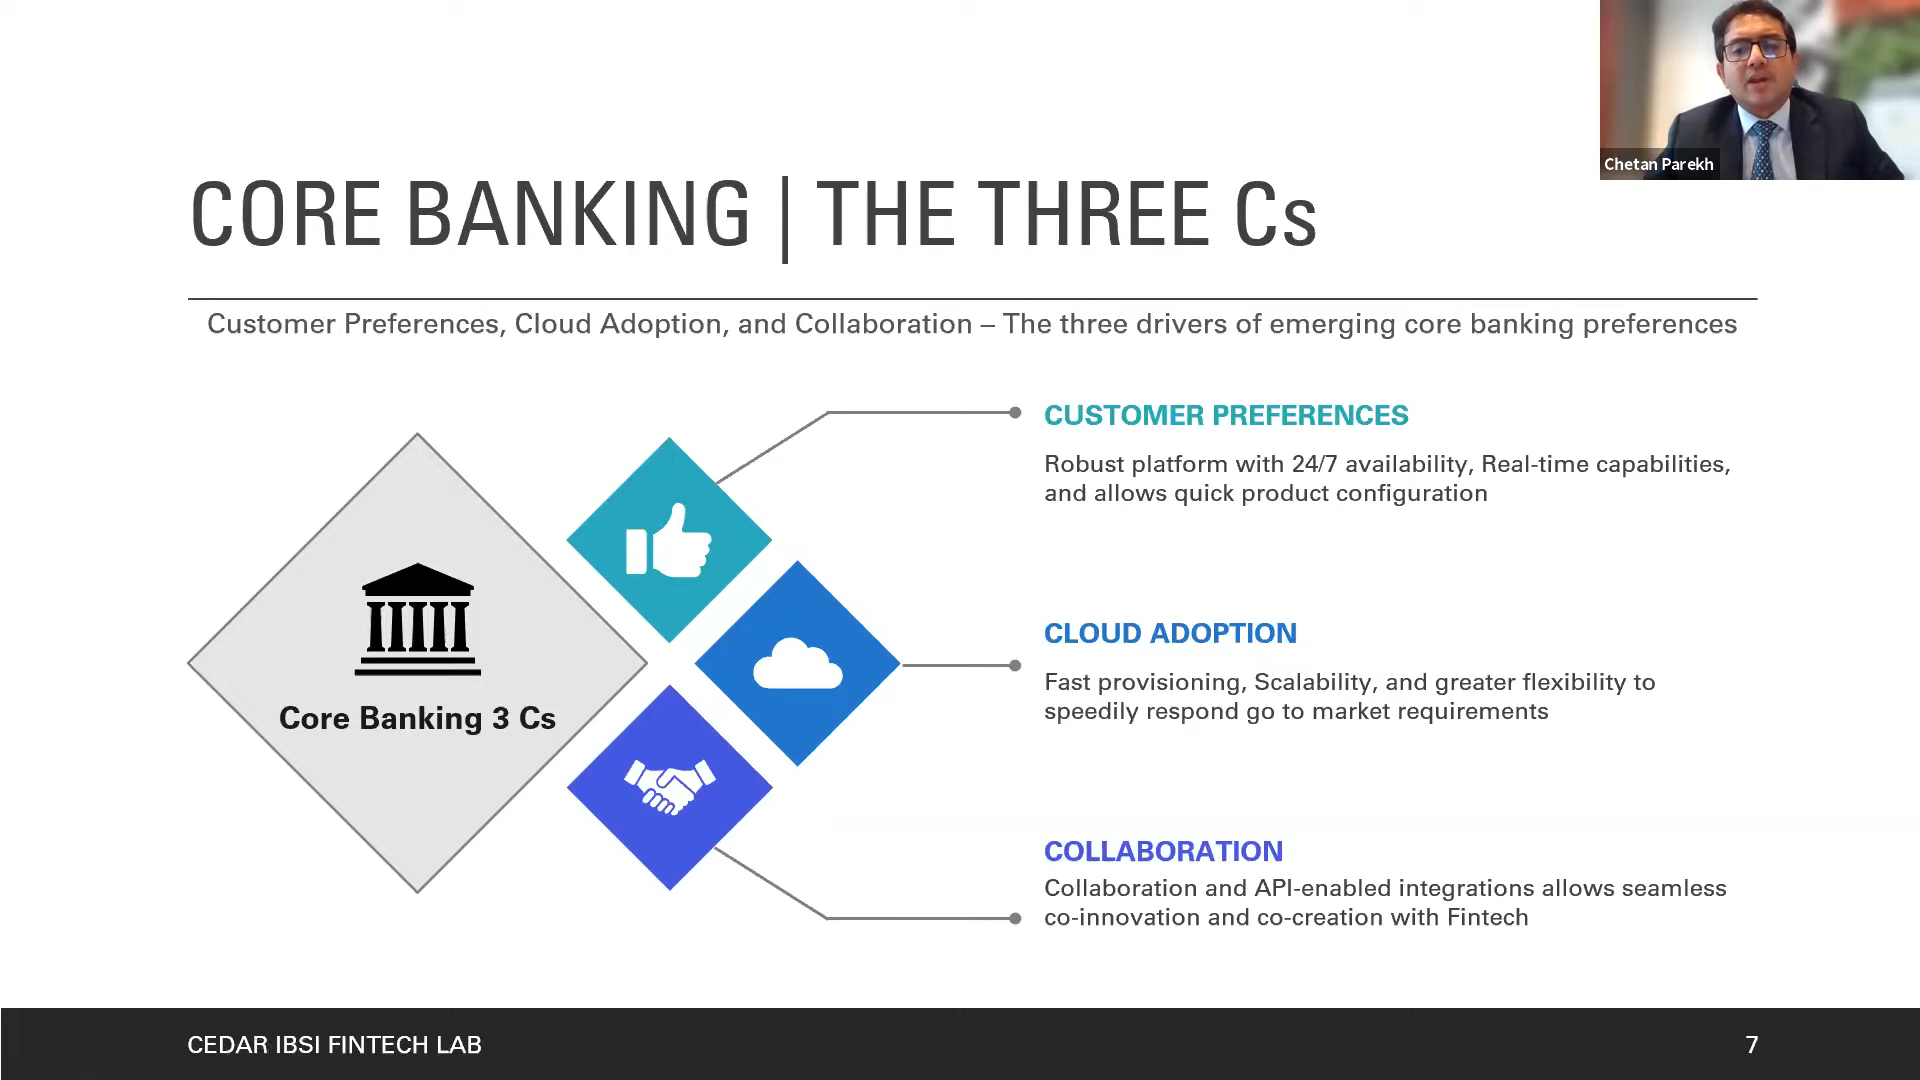 Chetan Parekh
CORE BANKING | THE THREE Cs
Customer Preferences, Cloud Adoption, and Collaboration – The three drivers of emerging core banking preferences
Core Banking 3 Cs
CUSTOMER PREFERENCES
Robust platform with 24/7 availability, Real-time capabilities,
and allows quick product configuration
CLOUD ADOPTION
Fast provisioning, Scalability, and greater flexibility to
speedily respond go to market requirements
COLLABORATION
Collaboration and API-enabled integrations allows seamless
co-innovation and co-creation with Fintech
CEDAR IBSI FINTECH LAB
7